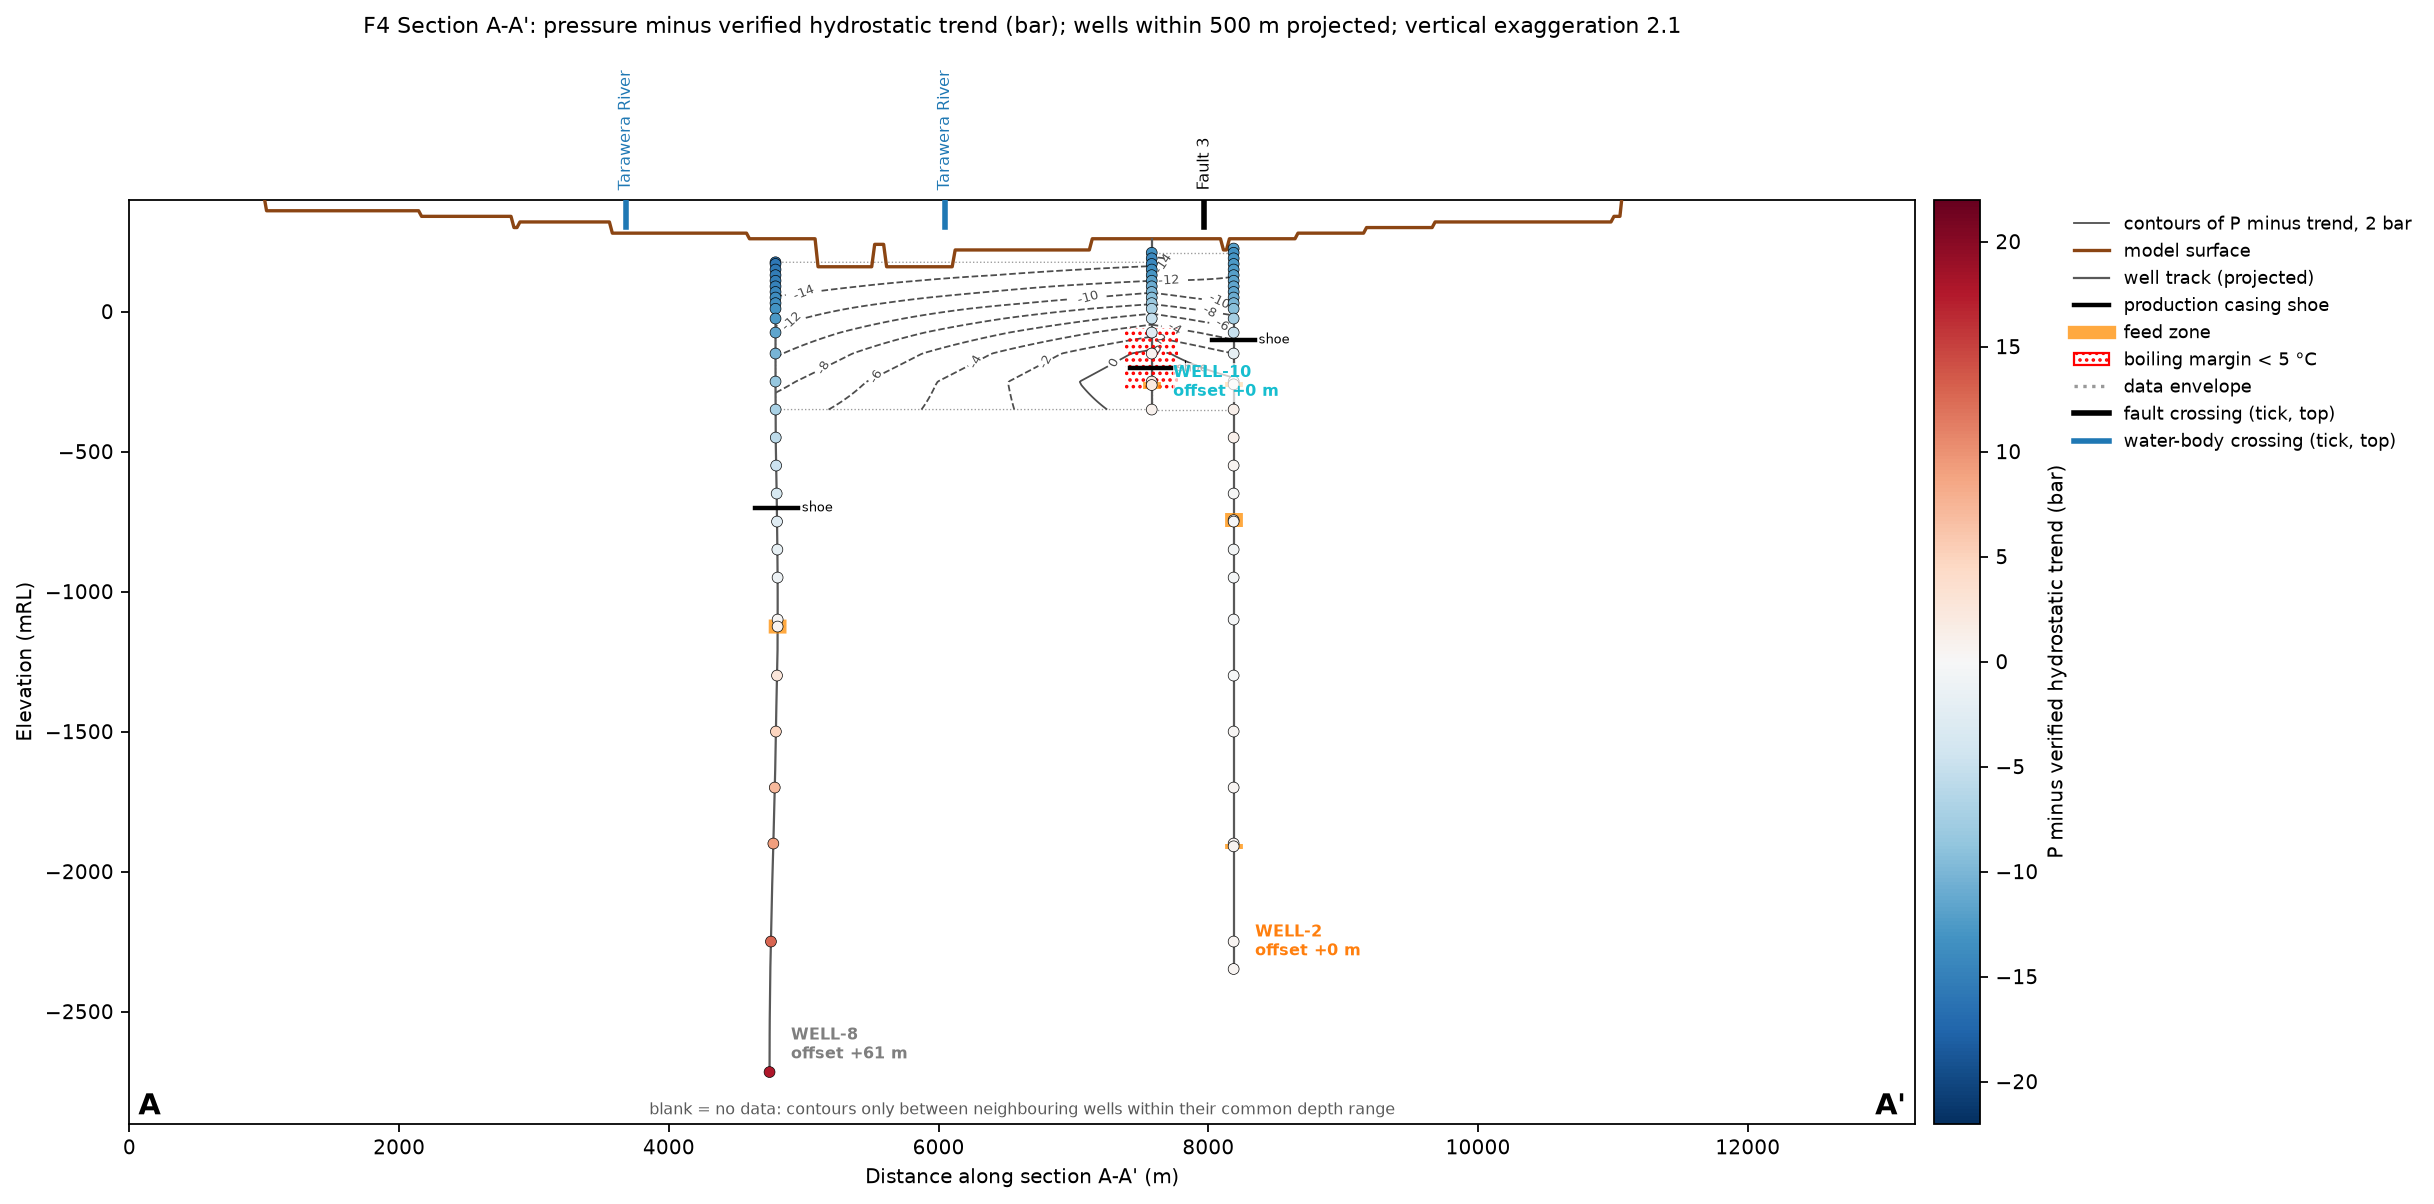 F4 Section A-A': pressure minus verified hydrostatic trend (bar); wells within 500 m projected; vertical exaggeration 2.1
Tarawera River
Tarawera River
Fault 3
contours of P minus trend, 2 bar
model surface
well track (projected)
production casing shoe
feed zone
boiling margin < 5 °C
data envelope
fault crossing (tick, top)
water-body crossing (tick, top)
20
15
10
5
0
−5
−10
−15
−20
P minus verified hydrostatic trend (bar)
Elevation (mRL)
0
−500
−1000
−1500
−2000
−2500
-14
-12
-8
-6
-4
-2
0
-10
-14
-12
-10
-8
-6
-4
shoe
shoe
WELL-10
offset +0 m
WELL-2
offset +0 m
WELL-8
offset +61 m
A
A'
blank = no data: contours only between neighbouring wells within their common depth range
0
2000
4000
6000
8000
10000
12000
Distance along section A-A' (m)